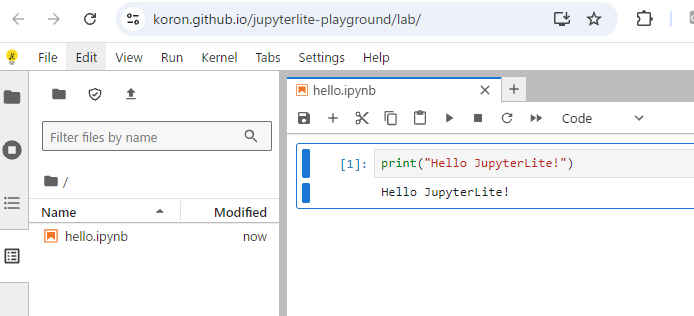 koron.github.io/jupyterlite-playground/lab/
File Edit View Run Kernel Tabs Settings Help
hello.ipynb
Code
Filter files by name
/
Name Modified
hello.ipynb now
[1]: print("Hello JupyterLite!")
Hello JupyterLite!